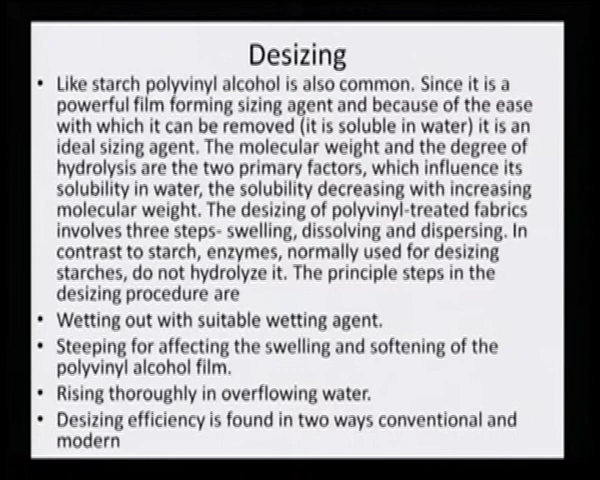 Desizing
• Like starch polyvinyl alcohol is also common. Since it is a
powerful film forming sizing agent and because of the ease
with which it can be removed (it is soluble in water) it is an
ideal sizing agent. The molecular weight and the degree of
hydrolysis are the two primary factors, which influence its
solubility in water, the solubility decreasing with increasing
molecular weight. The desizing of polyvinyl-treated fabrics
involves three steps- swelling, dissolving and dispersing. In
contrast to starch, enzymes, normally used for desizing
starches, do not hydrolyze it. The principle steps in the
desizing procedure are
• Wetting out with suitable wetting agent.
• Steeping for affecting the swelling and softening of the
polyvinyl alcohol film.
• Rising thoroughly in overflowing water.
• Desizing efficiency is found in two ways conventional and
modern